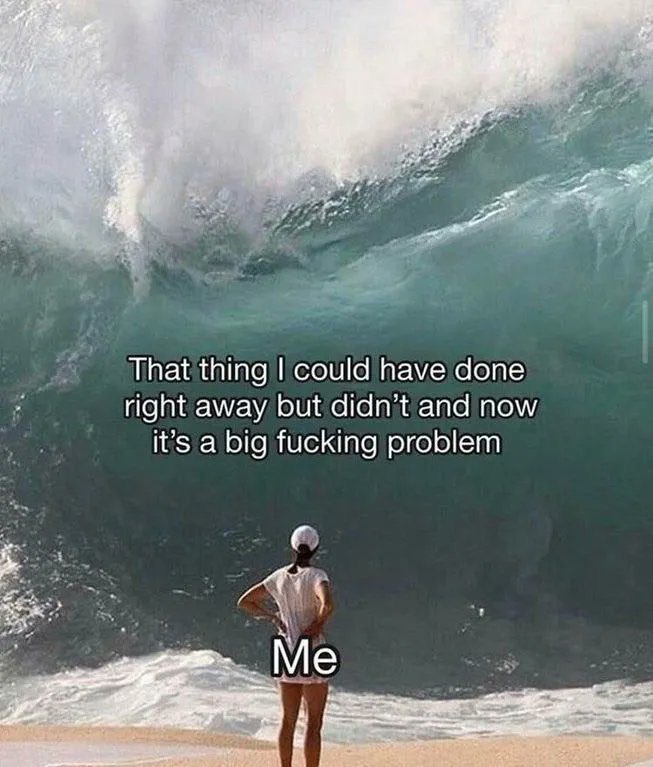 That thing I could have done
right away but didn't and now
it's a big fucking problem
Me